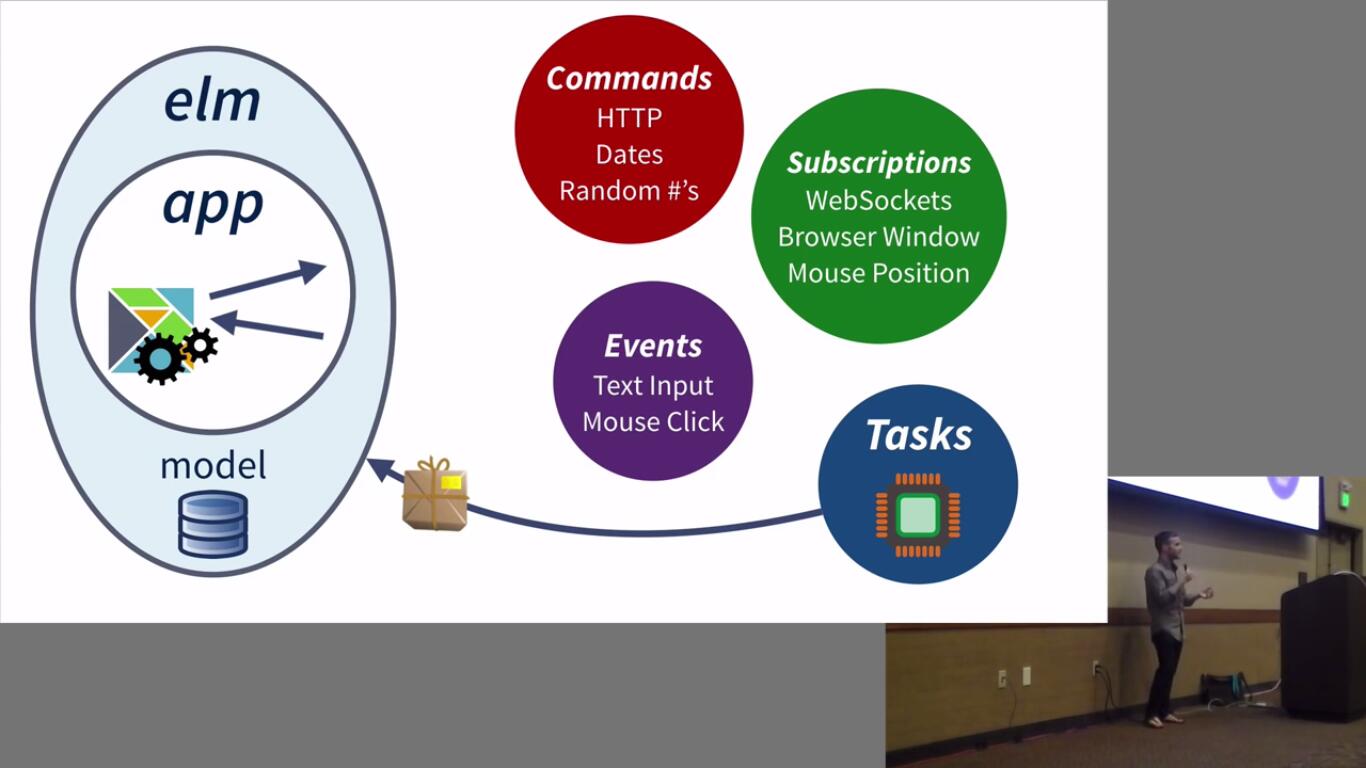 elm
app
model
Commands
HTTP
Dates
Random #’s
Subscriptions
WebSockets
Browser Window
Mouse Position
Events
Text Input
Mouse Click
Tasks